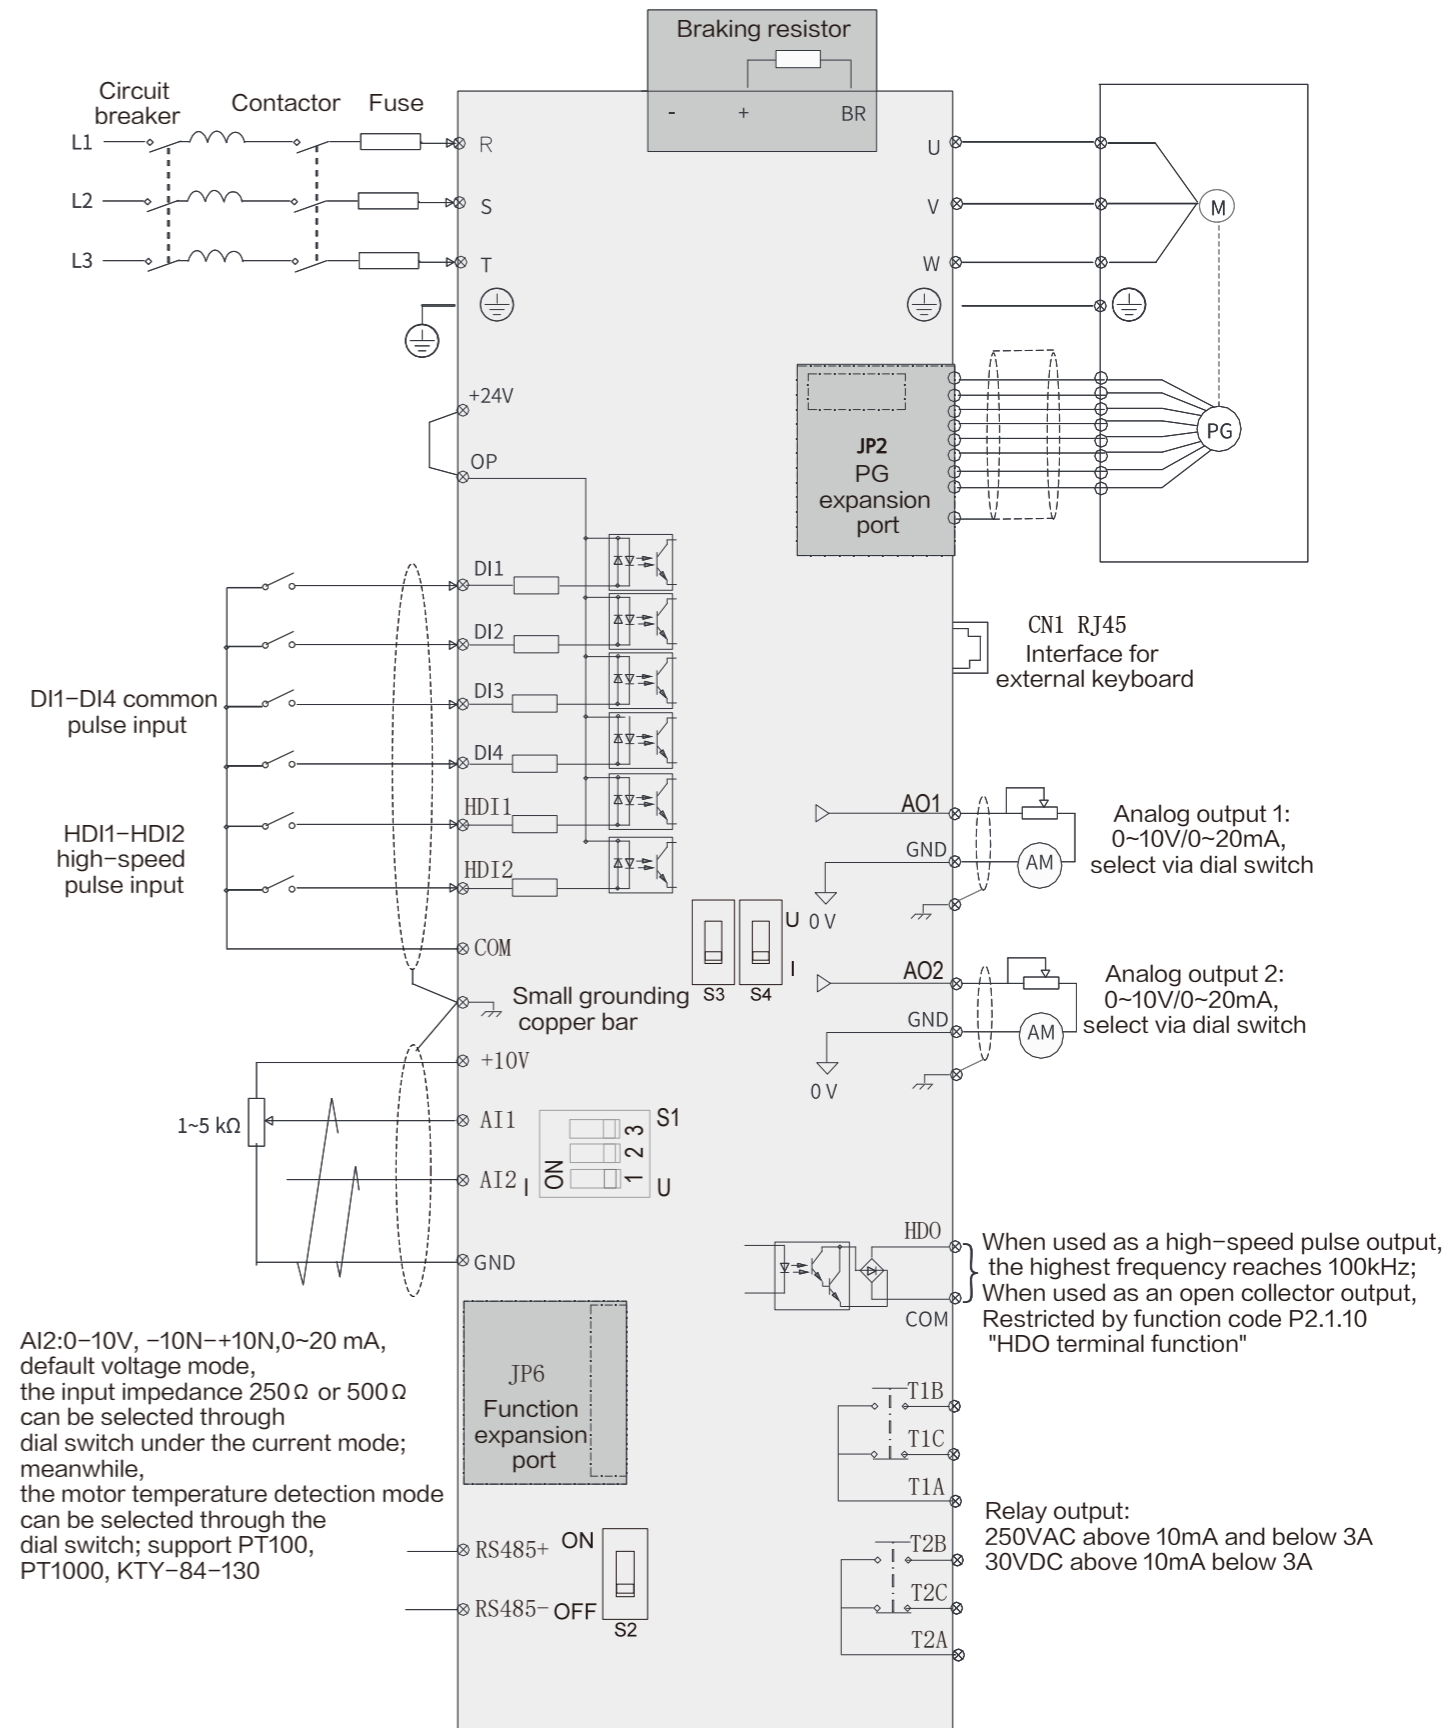 Braking resistor
- + BR
Circuit
breaker
Contactor
Fuse
L1
R
L2
S
L3
T
U
V
W
M
+24V
OP
JP2
PG
expansion
port
PG
DI1
DI2
DI3
DI4
HDI1
HDI2
COM
DI1-DI4 common
pulse input
HDI1-HDI2
high-speed
pulse input
CN1 RJ45
Interface for
external keyboard
AO1
GND
0 V
AM
Analog output 1:
0~10V/0~20mA,
select via dial switch
U
I
S3
S4
AO2
GND
0 V
AM
Analog output 2:
0~10V/0~20mA,
select via dial switch
Small grounding
copper bar
+10V
1~5 kΩ
AI1
AI2
GND
S1
3
2
1
ON
I
U
HDO
COM
When used as a high-speed pulse output,
the highest frequency reaches 100kHz;
When used as an open collector output,
Restricted by function code P2.1.10
"HDO terminal function"
AI2:0-10V, -10N-+10N,0~20 mA,
default voltage mode,
the input impedance 250Ω or 500Ω
can be selected through
dial switch under the current mode;
meanwhile,
the motor temperature detection mode
can be selected through the
dial switch; support PT100,
PT1000, KTY-84-130
JP6
Function
expansion
port
T1B
T1C
T1A
Relay output:
250VAC above 10mA and below 3A
30VDC above 10mA below 3A
T2B
T2C
T2A
RS485+
ON
RS485-
OFF
S2